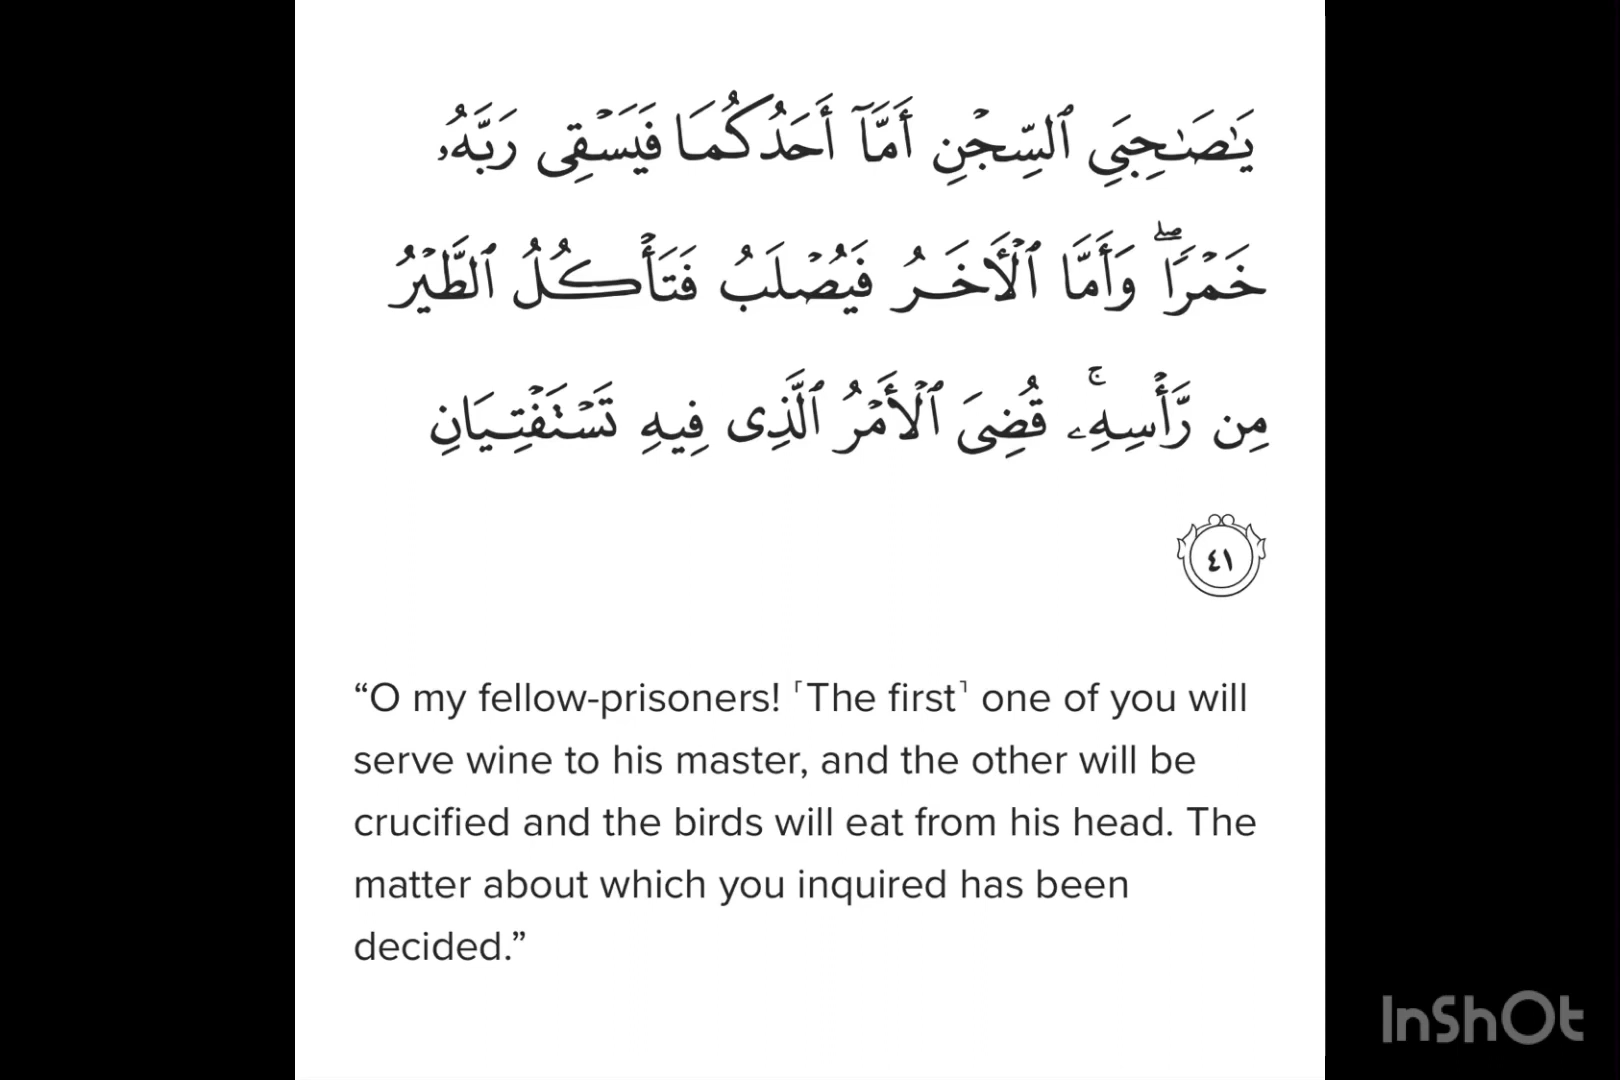 يَـٰصَـٰحِبَىِ ٱلسِّجْنِ أَمَّآ أَحَدُكُمَا فَيَسْقِى رَبَّهُۥ
خَمْرًا ۖ وَأَمَّا ٱلْـَٔاخَرُ فَيُصْلَبُ فَتَأْكُلُ ٱلطَّيْرُ
مِن رَّأْسِهِۦ ۚ قُضِىَ ٱلْأَمْرُ ٱلَّذِى فِيهِ تَسْتَفْتِيَانِ
٤١
“O my fellow-prisoners! ˹The first˺ one of you will
serve wine to his master, and the other will be
crucified and the birds will eat from his head. The
matter about which you inquired has been
decided.”
InShOt